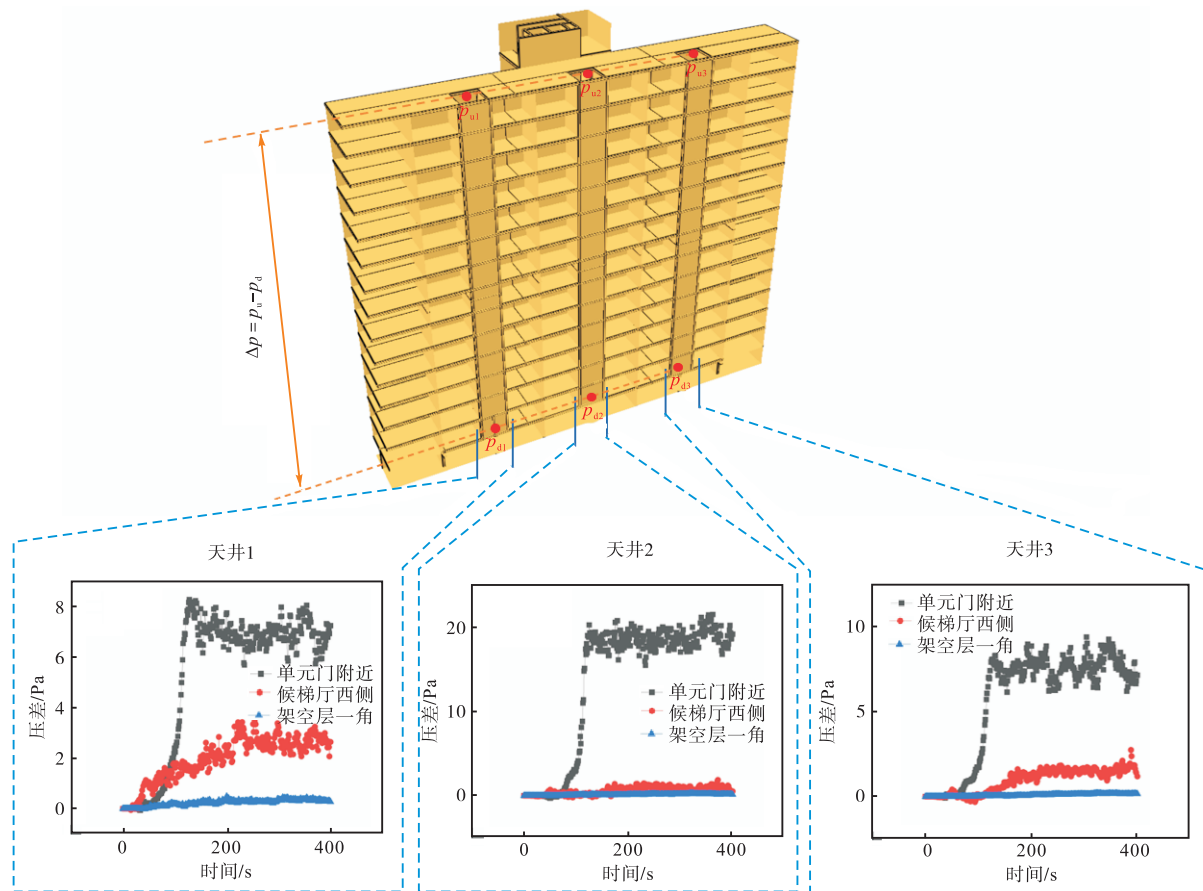 p_u1
p_u2
p_u3
Δp = p_u−p_d
p_d1
p_d2
p_d3
天井1
天井2
天井3
压差/Pa
8
6
4
2
0
单元门附近
候梯厅西侧
架空层一角
0
200
400
时间/s
压差/Pa
20
10
0
单元门附近
候梯厅西侧
架空层一角
0
200
400
时间/s
压差/Pa
10
5
0
单元门附近
候梯厅西侧
架空层一角
0
200
400
时间/s